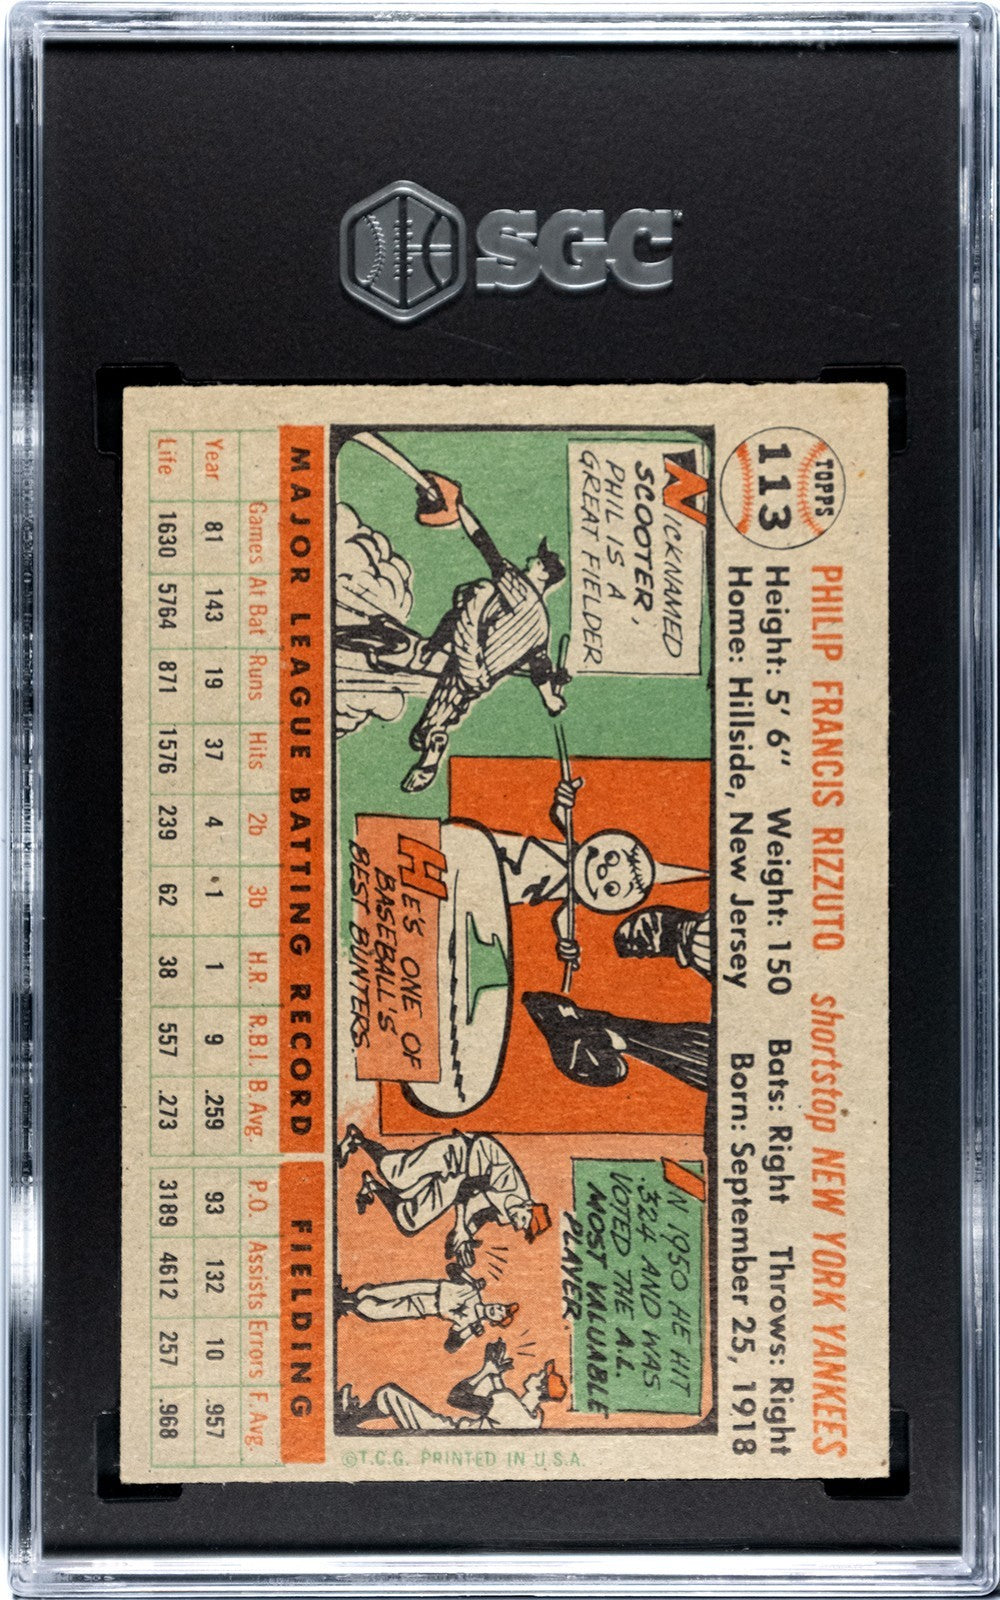 SGC
TOPPS
113
PHILIP FRANCIS RIZZUTO shortstop NEW YORK YANKEES
Height: 5' 6" Weight: 150 Bats: Right Throws: Right
Home: Hillside, New Jersey Born: September 25, 1918
NICKNAMED
SCOOTER,
PHIL IS A
GREAT FIELDER
HE'S ONE OF
BASEBALL'S
BEST BUNTERS.
IN 1950 HE HIT
.324 AND WAS
VOTED THE A.L.
MOST VALUABLE
PLAYER.
MAJOR LEAGUE BATTING RECORD FIELDING
Games At Bat Runs Hits 2b 3b H.R. R.B.I. B.Avg. P.O. Assists Errors F.Avg.
Year 81 143 19 37 4 1 1 9 .259 93 132 10 .957
Life 1630 5764 871 1576 239 62 38 557 .273 3189 4612 257 .968
©T.C.G. PRINTED IN U.S.A.